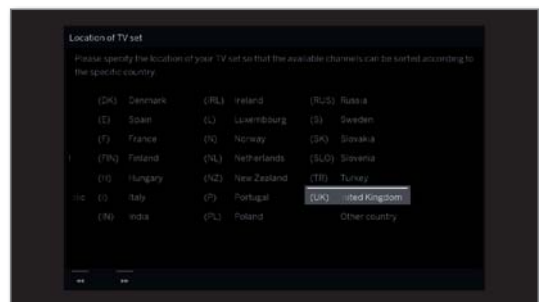 Location of TV set
Please specify the location of your TV set so that the available channels can be sorted according to
the specific country.
(DK) Denmark (IRL) Ireland (RUS) Russia
(E) Spain (L) Luxembourg (S) Sweden
(F) France (N) Norway (SK) Slovakia
(FIN) Finland (NL) Netherlands (SLO) Slovenia
(H) Hungary (NZ) New Zealand (TR) Turkey
(I) Italy (P) Portugal (UK) United Kingdom
(IN) India (PL) Poland Other country